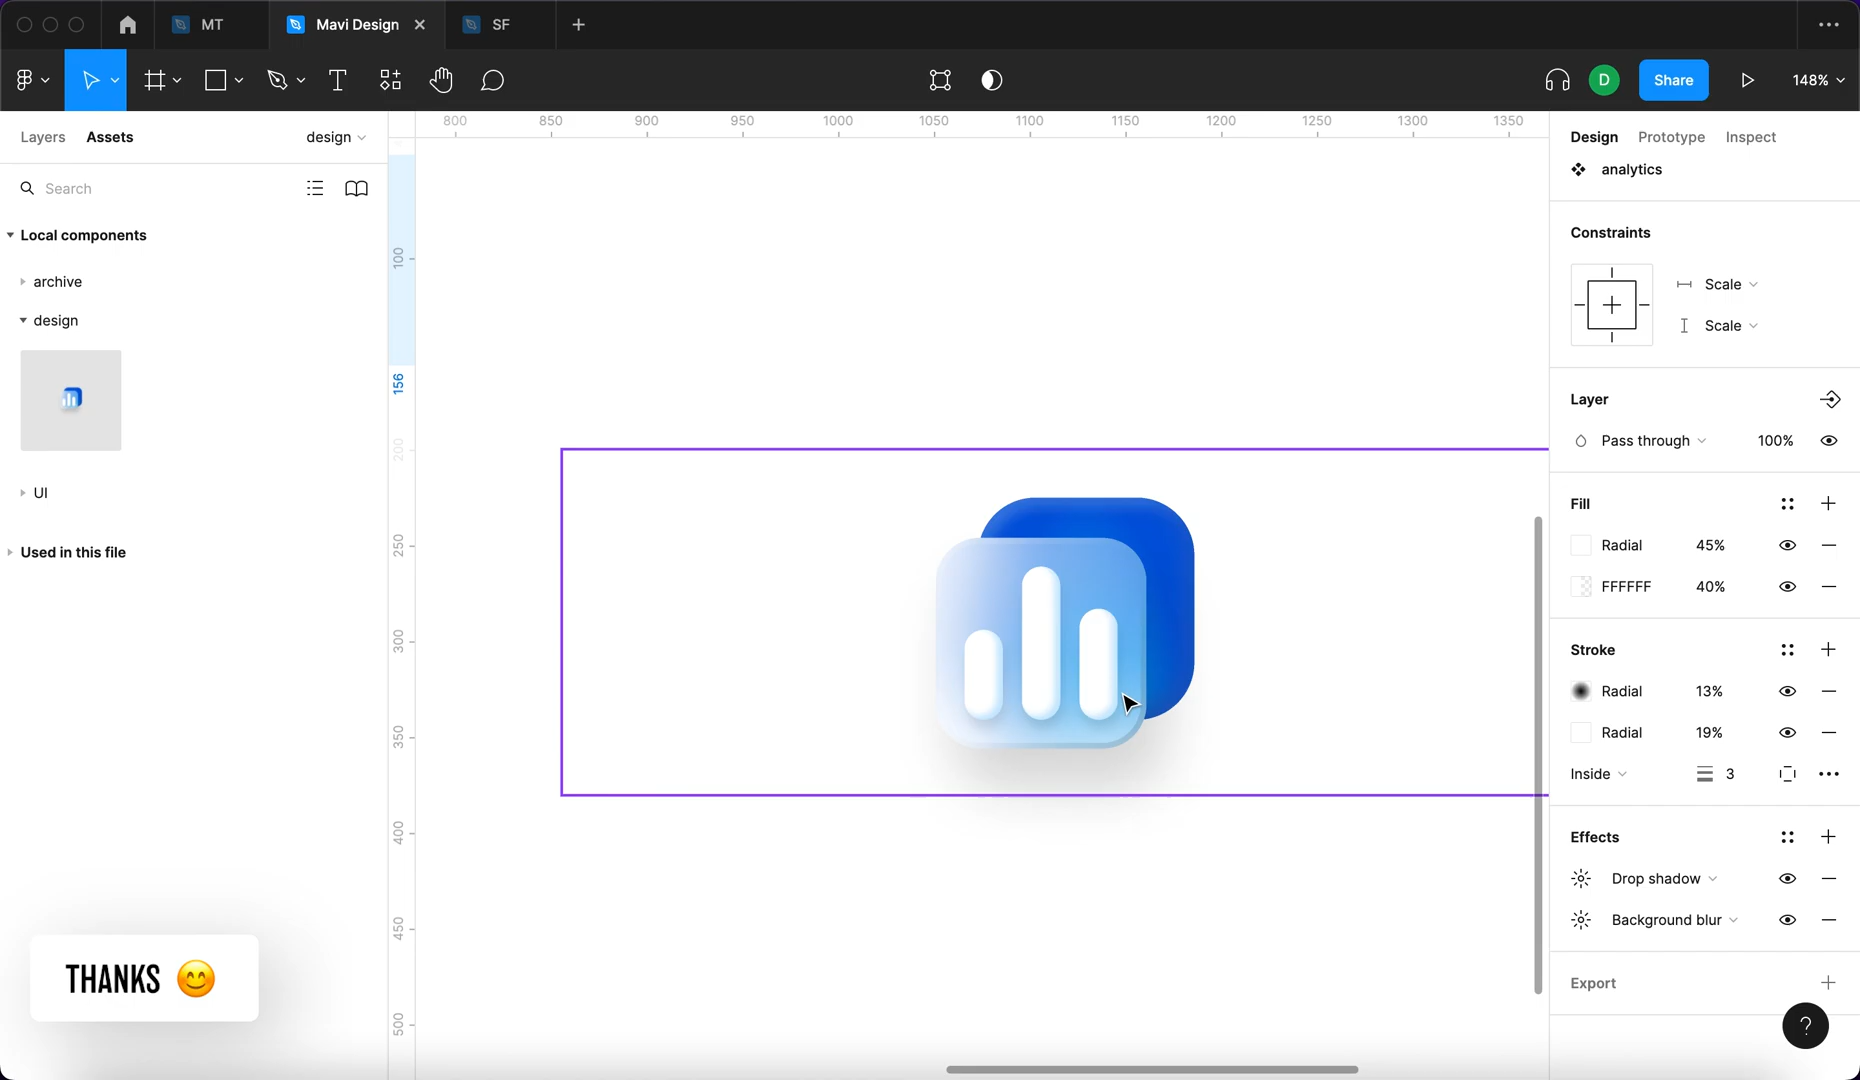 MT
Mavi Design
SF
D
Share
148%
Layers
Assets
design
Search
Local components
archive
design
UI
Used in this file
THANKS 😊
800
850
900
950
1000
1050
1100
1150
1200
1250
1300
1350
100
156
200
250
300
350
400
450
500
Design
Prototype
Inspect
analytics
Constraints
Scale
Scale
Layer
Pass through
100%
Fill
Radial
45%
FFFFFF
40%
Stroke
Radial
13%
Radial
19%
Inside
3
Effects
Drop shadow
Background blur
Export
?